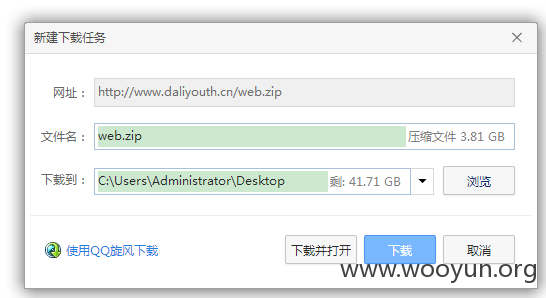 新建下载任务
网址： http://www.daliyouth.cn/web.zip
文件名： web.zip 压缩文件 3.81 GB
下载到： C:\Users\Administrator\Desktop 剩: 41.71 GB 浏览
使用QQ旋风下载 下载并打开 下载 取消
www.wooyun.org